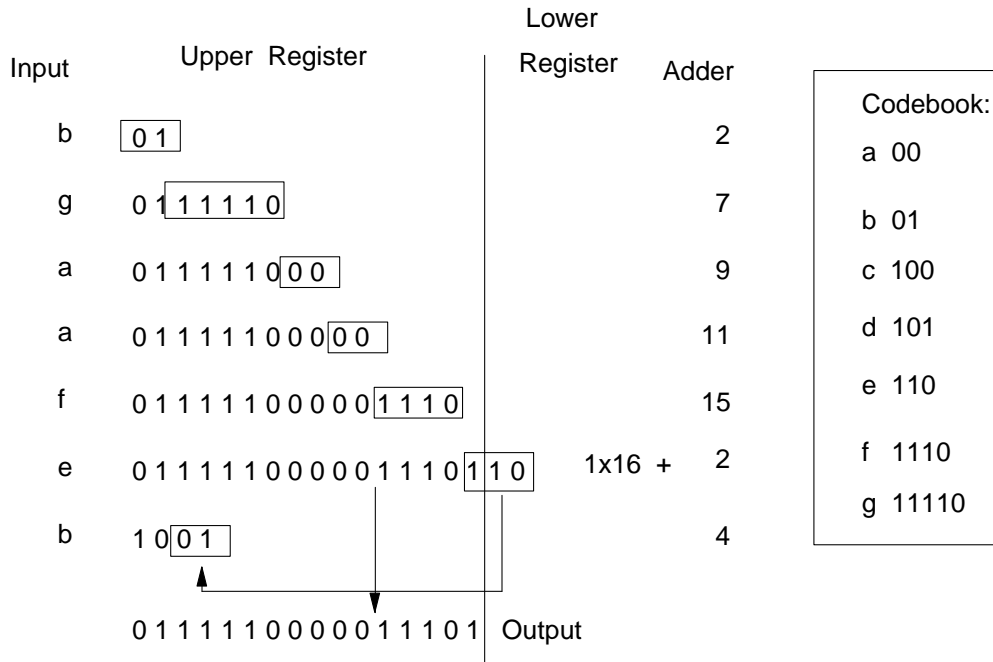 Lower
Input Upper Register Register Adder
b 0 1 2
g 0 1 1 1 1 1 0 7
a 0 1 1 1 1 1 0 0 0 9
a 0 1 1 1 1 1 0 0 0 0 0 11
f 0 1 1 1 1 1 0 0 0 0 0 1 1 1 0 15
e 0 1 1 1 1 1 0 0 0 0 0 1 1 1 0 1 1 0 1x16 + 2
b 1 0 0 1 4
0 1 1 1 1 1 0 0 0 0 0 1 1 1 0 1 Output
Codebook:
a 00
b 01
c 100
d 101
e 110
f 1110
g 11110